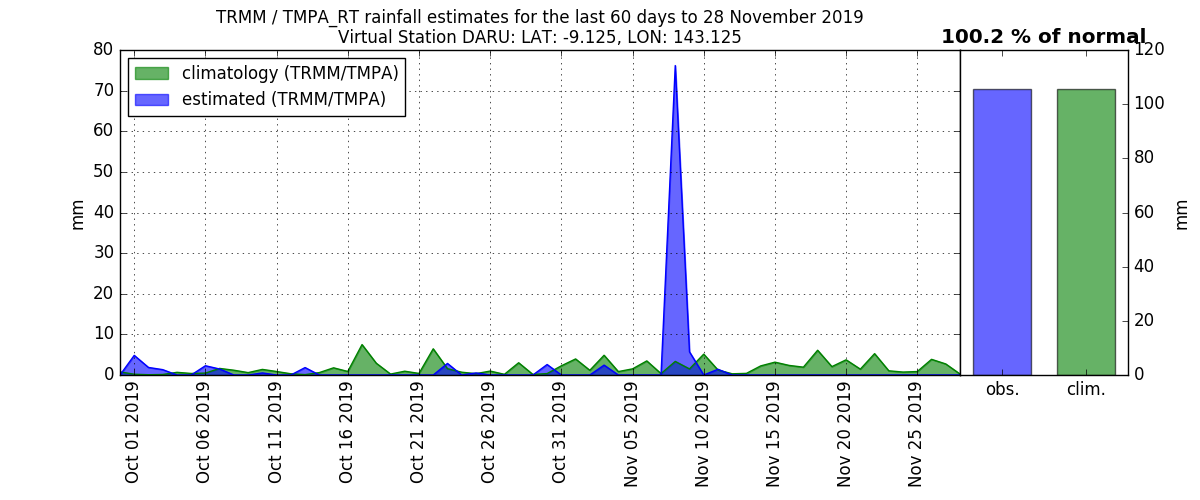 TRMM / TMPA_RT rainfall estimates for the last 60 days to 28 November 2019
Virtual Station DARU: LAT: -9.125, LON: 143.125
100.2 % of normal
climatology (TRMM/TMPA)
estimated (TRMM/TMPA)
80
70
60
50
40
30
20
10
0
mm
Oct 01 2019
Oct 06 2019
Oct 11 2019
Oct 16 2019
Oct 21 2019
Oct 26 2019
Oct 31 2019
Nov 05 2019
Nov 10 2019
Nov 15 2019
Nov 20 2019
Nov 25 2019
obs.
clim.
120
100
80
60
40
20
0
mm